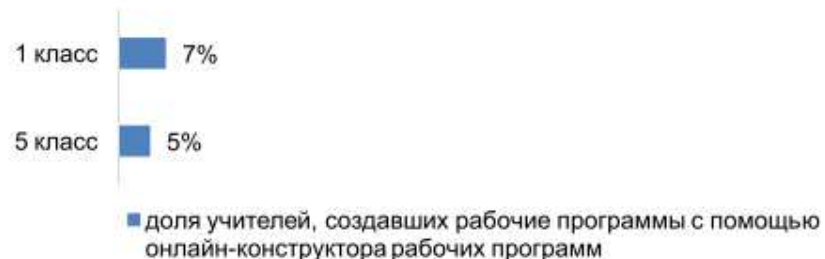 1 класс 7%
5 класс 5%
доля учителей, создавших рабочие программы с помощью
онлайн-конструктора рабочих программ